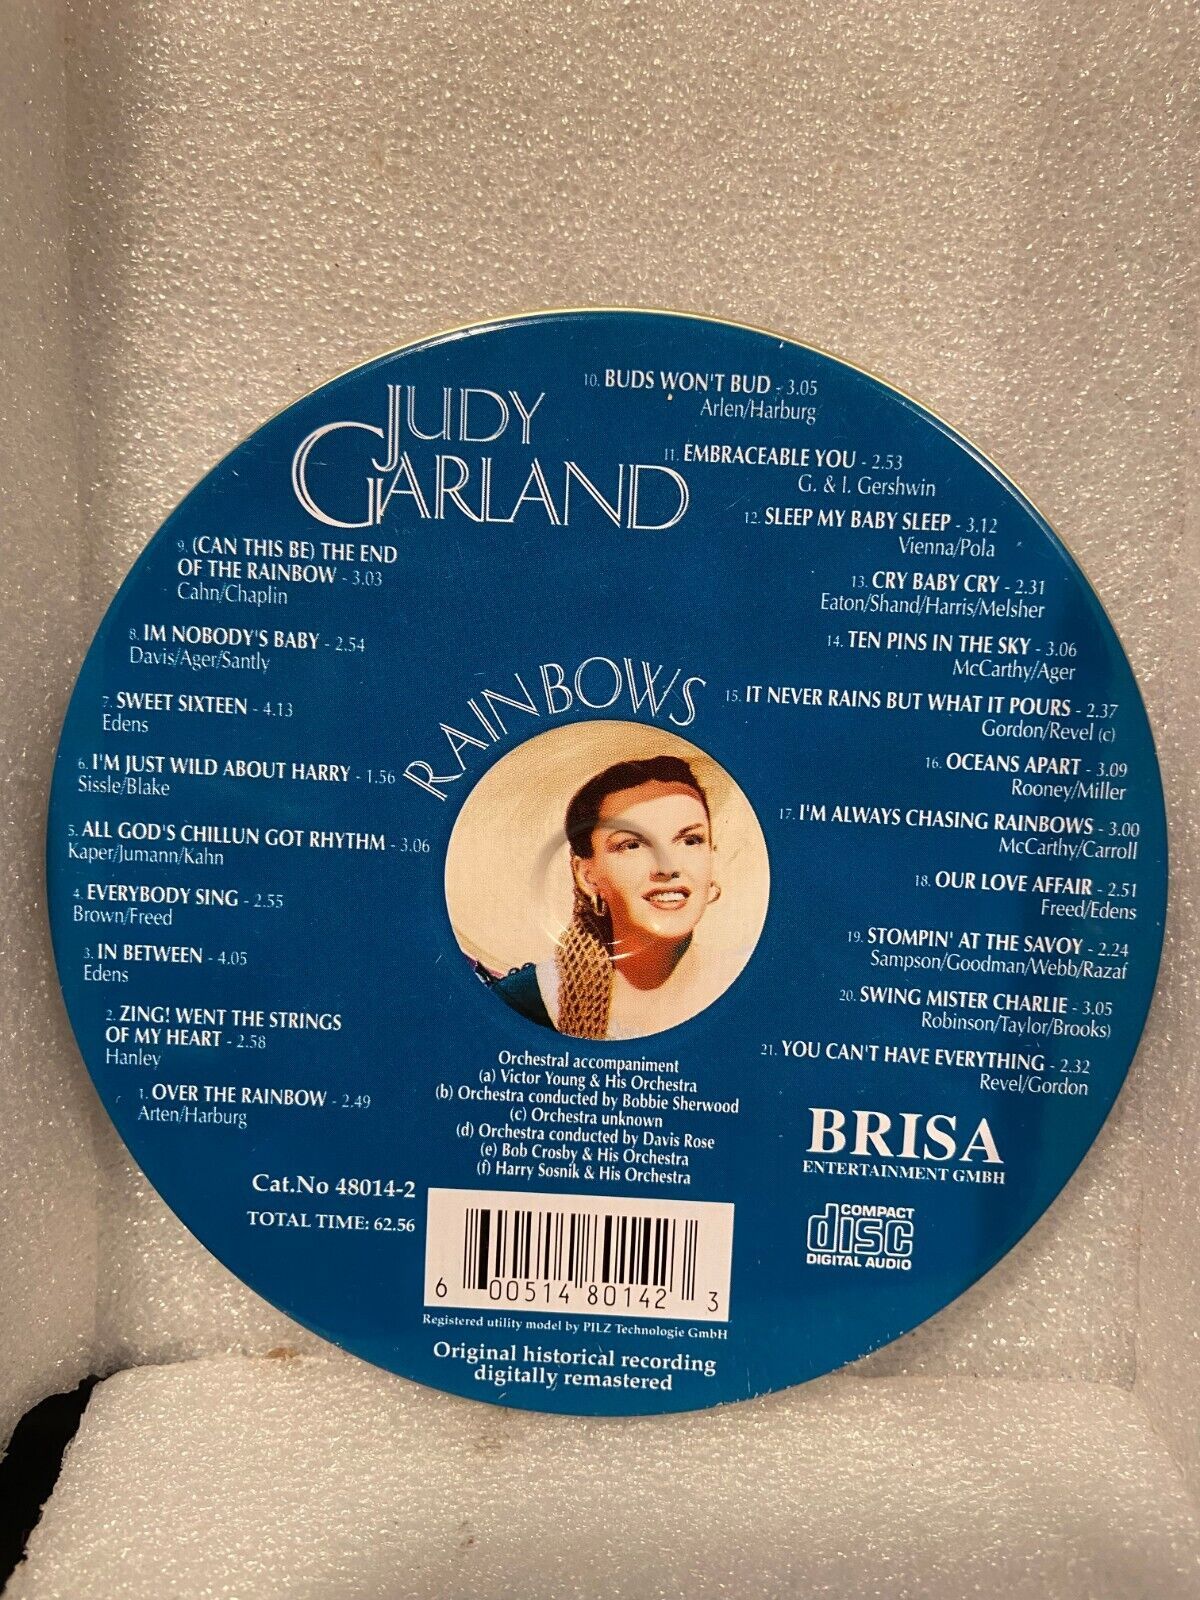 JUDY
GARLAND
RAINBOWS
9. (CAN THIS BE) THE END
OF THE RAINBOW - 3.03
Cahn/Chaplin
8. IM NOBODY'S BABY - 2.54
Davis/Ager/Santly
7. SWEET SIXTEEN - 4.13
Edens
6. I'M JUST WILD ABOUT HARRY - 1.56
Sissle/Blake
5. ALL GOD'S CHILLUN GOT RHYTHM - 3.06
Kaper/Jumann/Kahn
4. EVERYBODY SING - 2.55
Brown/Freed
3. IN BETWEEN - 4.05
Edens
2. ZING! WENT THE STRINGS
OF MY HEART - 2.58
Hanley
1. OVER THE RAINBOW - 2.49
Arten/Harburg
10. BUDS WON'T BUD - 3.05
Arlen/Harburg
11. EMBRACEABLE YOU - 2.53
G. & I. Gershwin
12. SLEEP MY BABY SLEEP - 3.12
Vienna/Pola
13. CRY BABY CRY - 2.31
Eaton/Shand/Harris/Melsher
14. TEN PINS IN THE SKY - 3.06
McCarthy/Ager
15. IT NEVER RAINS BUT WHAT IT POURS - 2.37
Gordon/Revel (c)
16. OCEANS APART - 3.09
Rooney/Miller
17. I'M ALWAYS CHASING RAINBOWS - 3.00
McCarthy/Carroll
18. OUR LOVE AFFAIR - 2.51
Freed/Edens
19. STOMPIN' AT THE SAVOY - 2.24
Sampson/Goodman/Webb/Razaf
20. SWING MISTER CHARLIE - 3.05
Robinson/Taylor/Brooks)
21. YOU CAN'T HAVE EVERYTHING - 2.32
Revel/Gordon
Orchestral accompaniment
(a) Victor Young & His Orchestra
(b) Orchestra conducted by Bobbie Sherwood
(c) Orchestra unknown
(d) Orchestra conducted by Davis Rose
(e) Bob Crosby & His Orchestra
(f) Harry Sosnik & His Orchestra
BRISA
ENTERTAINMENT GMBH
Cat.No 48014-2
TOTAL TIME: 62.56
COMPACT
disc
DIGITAL AUDIO
6 00514 80142 3
Registered utility model by PILZ Technologie GmbH
Original historical recording
digitally remastered